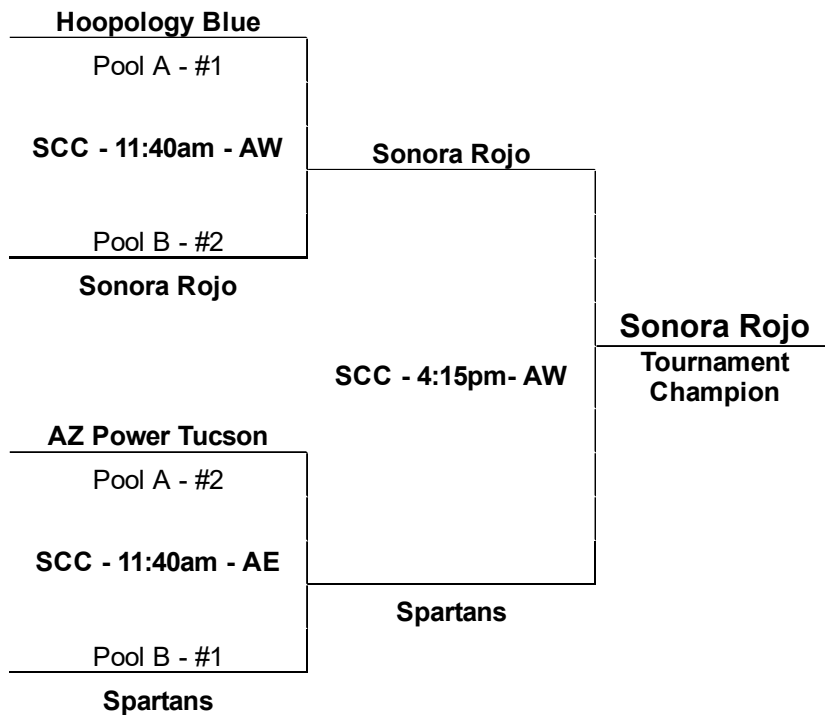 Hoopology Blue
Pool A - #1
SCC - 11:40am - AW
Sonora Rojo
Pool B - #2
Sonora Rojo
Sonora Rojo
Tournament
Champion
SCC - 4:15pm- AW
AZ Power Tucson
Pool A - #2
SCC - 11:40am - AE
Spartans
Pool B - #1
Spartans